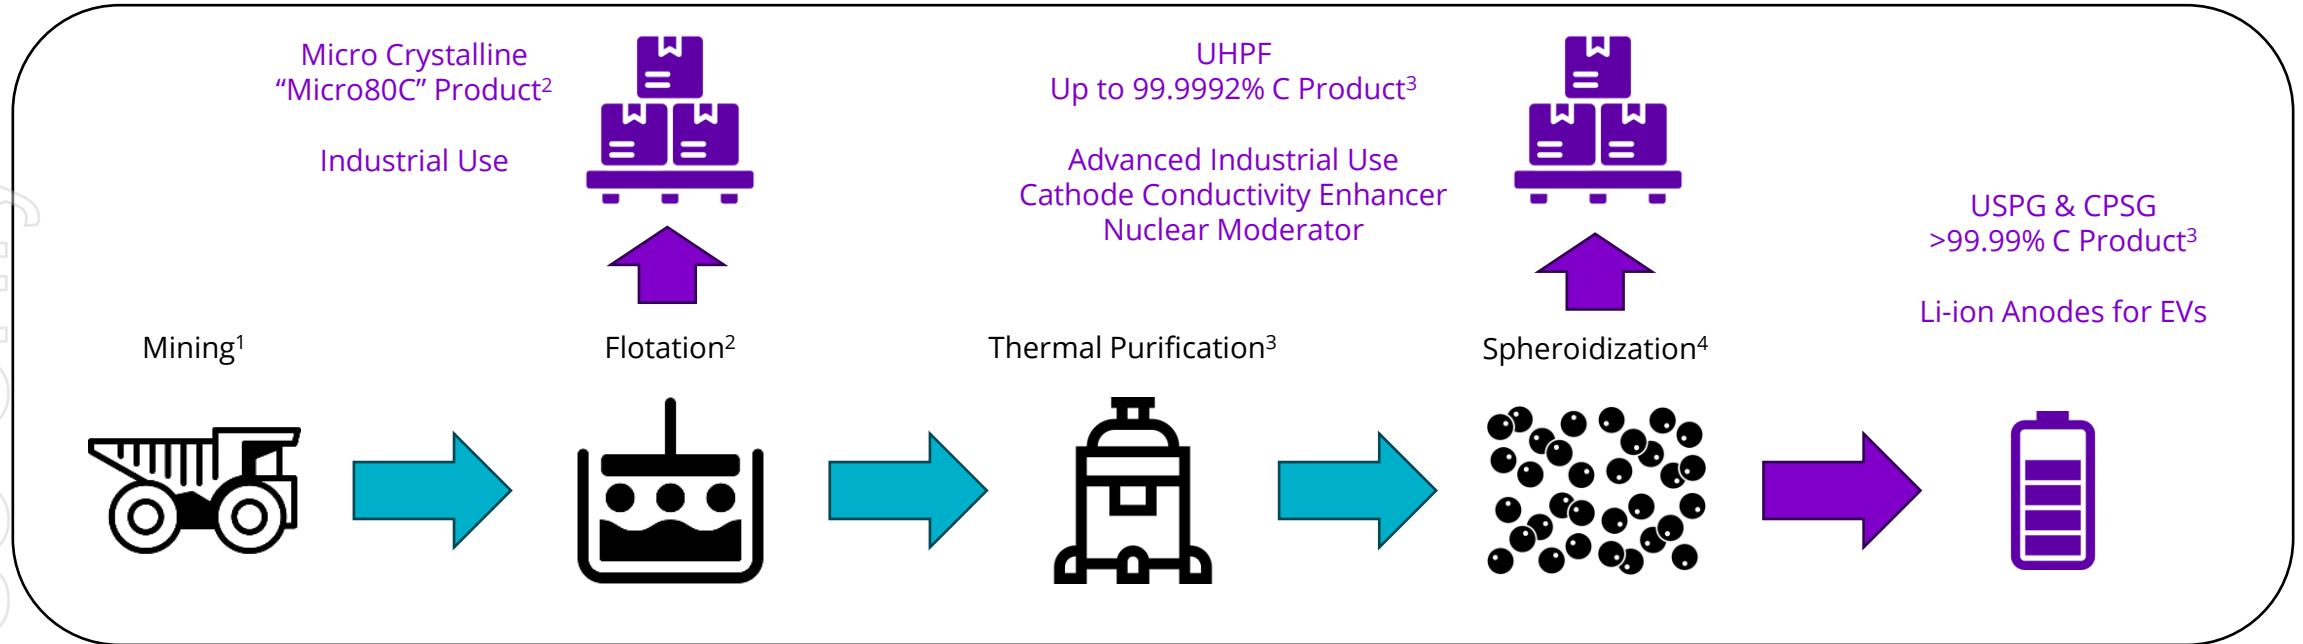 Micro Crystalline
“Micro80C” Product²
Industrial Use
UHPF
Up to 99.9992% C Product³
Advanced Industrial Use
Cathode Conductivity Enhancer
Nuclear Moderator
USPG & CPSG
>99.99% C Product³
Li-ion Anodes for EVs
Mining¹
Flotation²
Thermal Purification³
Spheroidization⁴